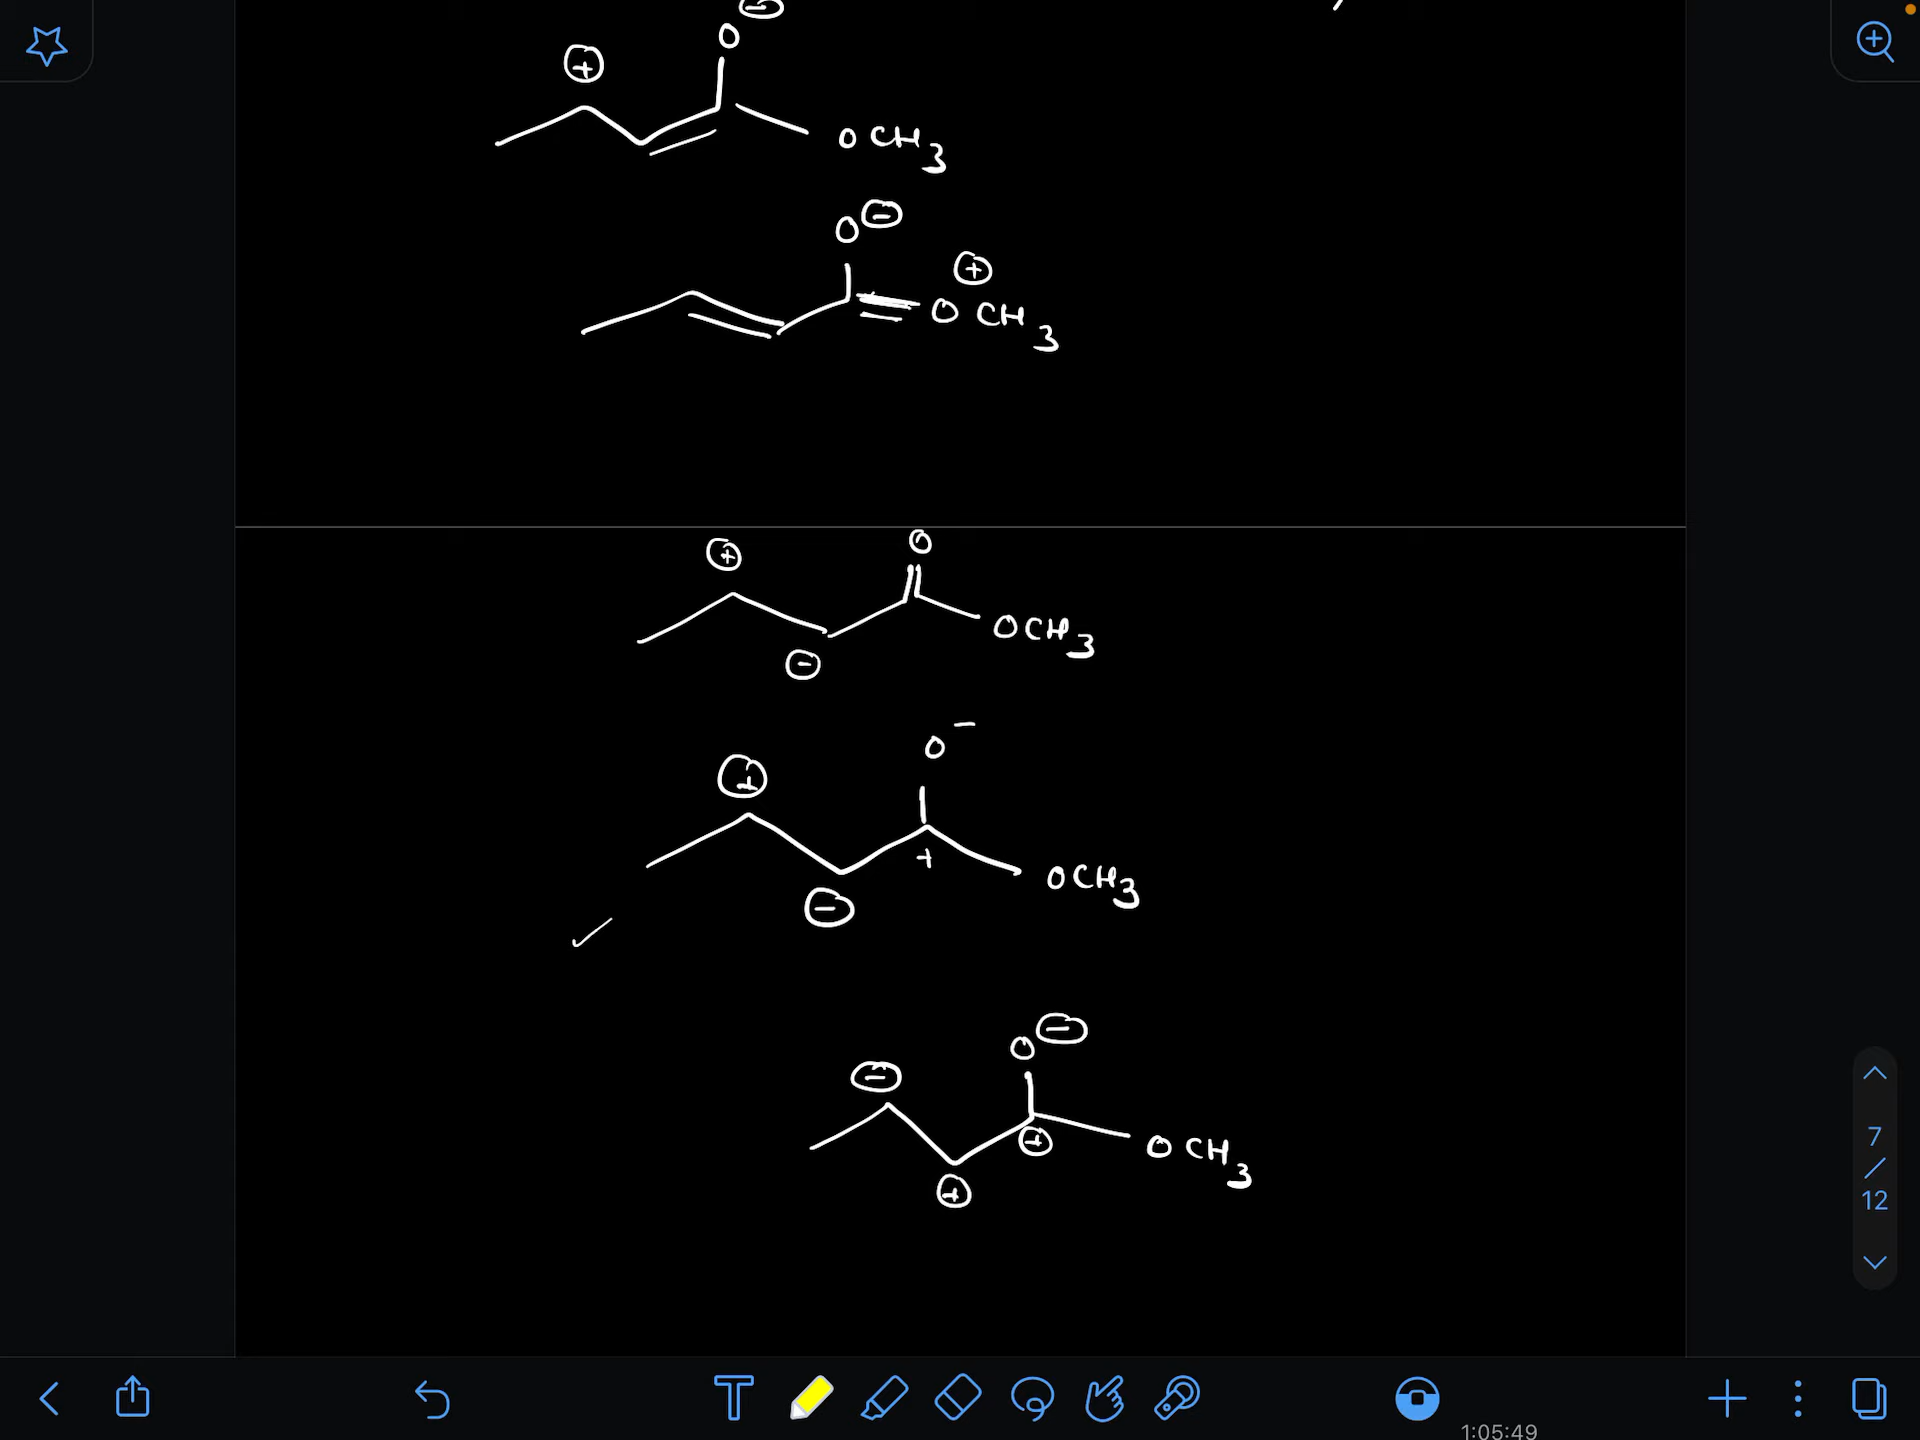 O ⊖
⊕
OCH3
O ⊖
⊕
OCH3
⊕ O
OCH3
⊖
O −
⊕
+
OCH3
⊖
O ⊖
⊖
⊕
OCH3
⊕
7
/
12
T
1:05:49